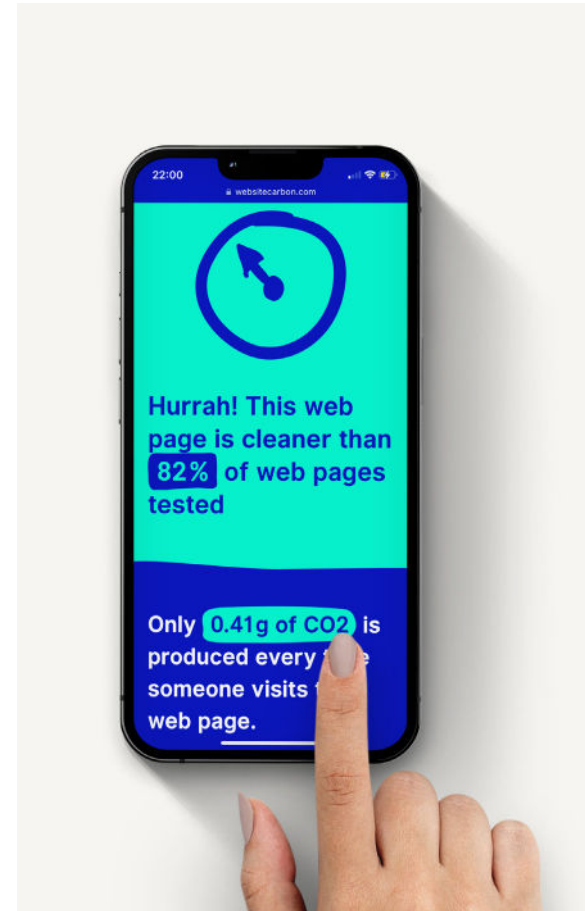 22:00
websitecarbon.com
Hurrah! This web
page is cleaner than
82% of web pages
tested
Only 0.41g of CO2 is
produced every
someone visits
web page.